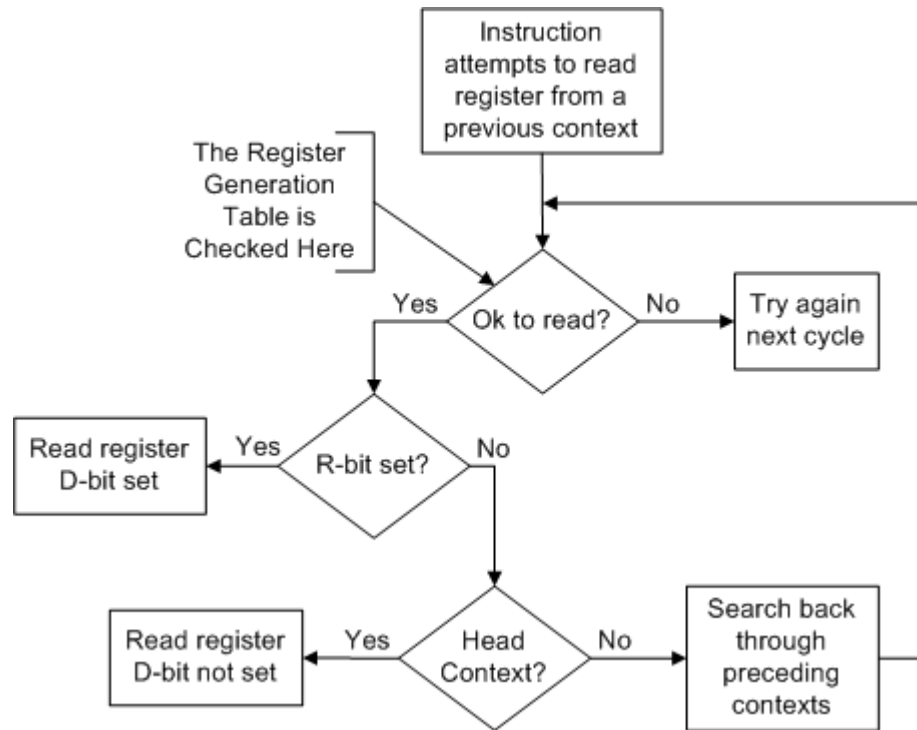 Instruction
attempts to read
register from a
previous context
The Register
Generation
Table is
Checked Here
Yes
Ok to read?
No
Try again
next cycle
Read register
D-bit set
Yes
R-bit set?
No
Read register
D-bit not set
Yes
Head
Context?
No
Search back
through
preceding
contexts